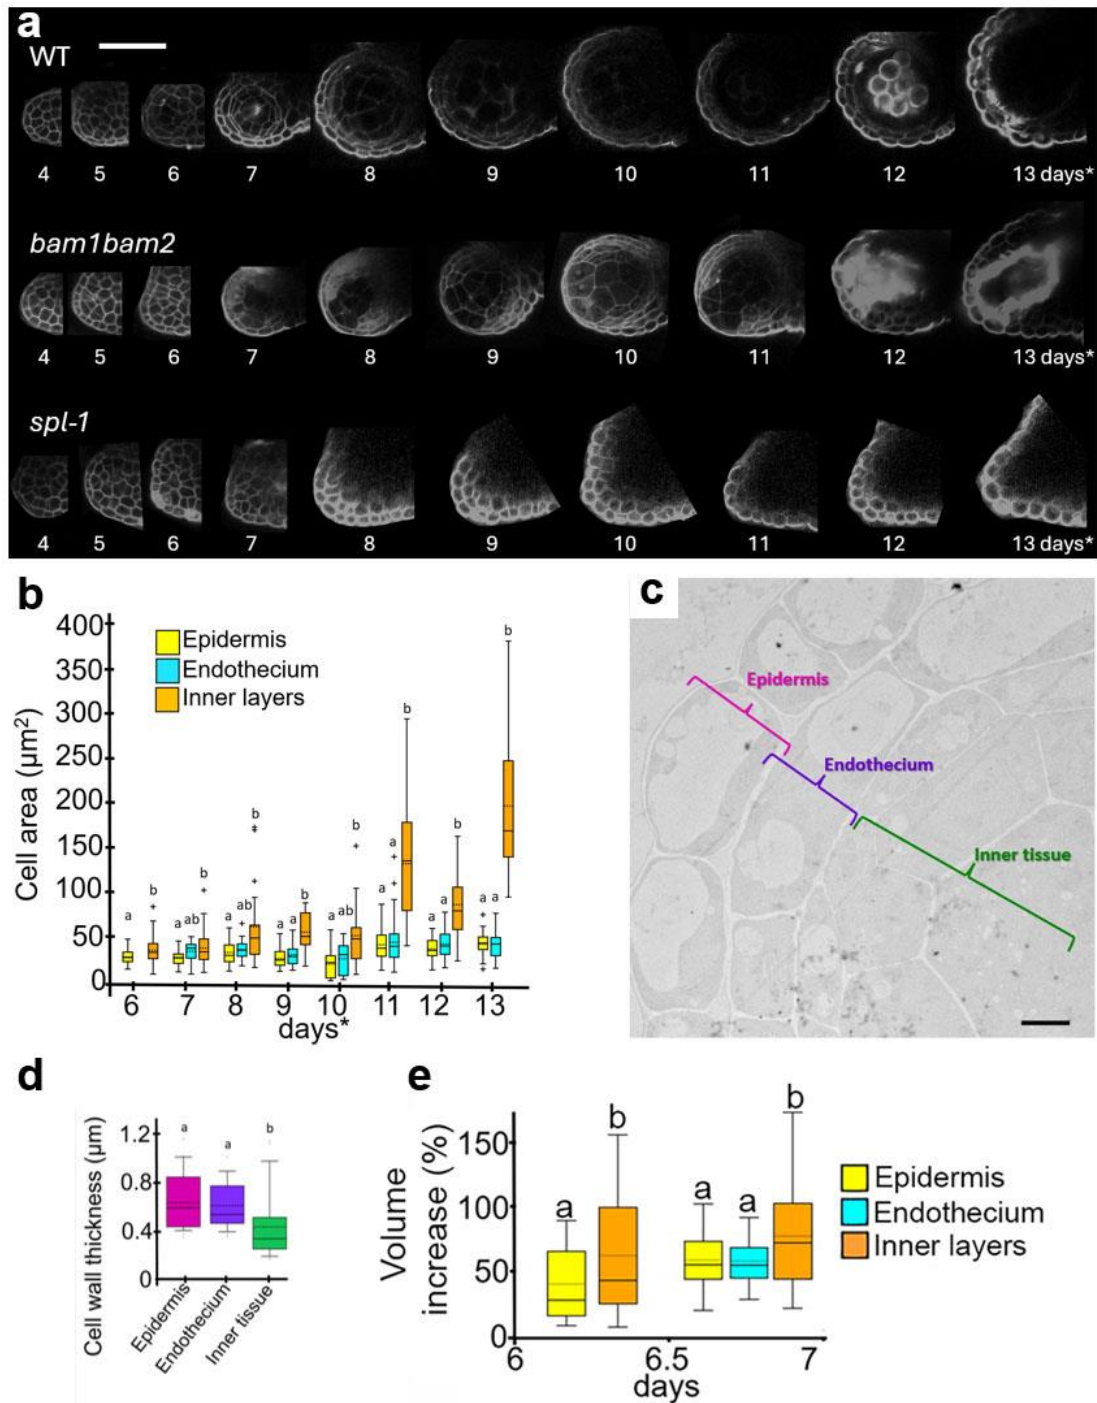 a
WT
4 5 6 7 8 9 10 11 12 13 days*
bam1bam2
4 5 6 7 8 9 10 11 12 13 days*
spl-1
4 5 6 7 8 9 10 11 12 13 days*
b
Cell area (µm²)
400
350
300
250
200
150
100
50
0
Epidermis
Endothecium
Inner layers
a b a ab b a ab b a a b a ab b a a b a a b a a b
6 7 8 9 10 11 12 13
days*
c
Epidermis
Endothecium
Inner tissue
d
Cell wall thickness (µm)
1.2
0.8
0.4
0
a a b
Epidermis
Endothecium
Inner tissue
e
Volume
increase (%)
150
100
50
0
a b a a b
6 6.5 7
days
Epidermis
Endothecium
Inner layers